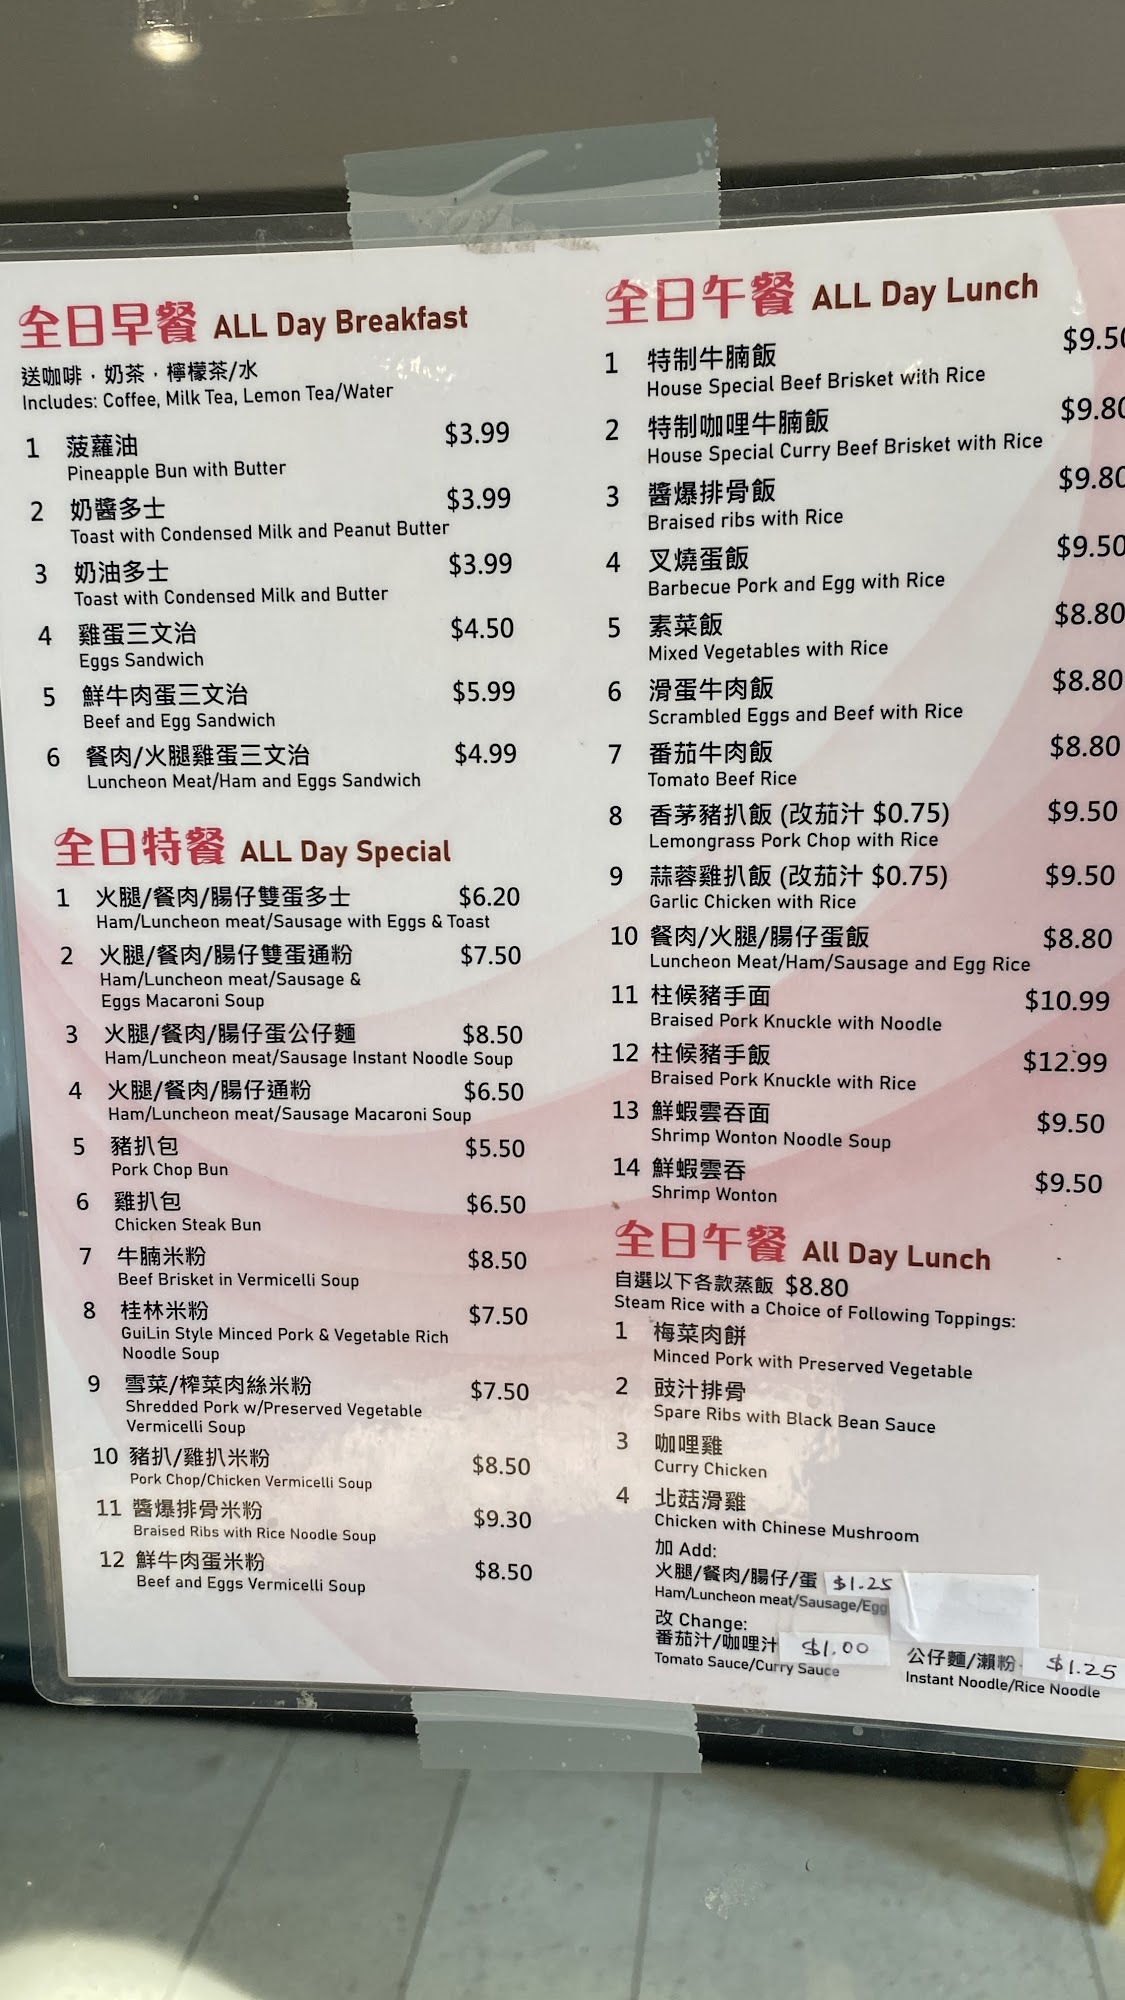 全日早餐 ALL Day Breakfast
送咖啡．奶茶．檸檬茶/水
Includes: Coffee, Milk Tea, Lemon Tea/Water
1 菠蘿油 $3.99
Pineapple Bun with Butter
2 奶醬多士 $3.99
Toast with Condensed Milk and Peanut Butter
3 奶油多士 $3.99
Toast with Condensed Milk and Butter
4 雞蛋三文治 $4.50
Eggs Sandwich
5 鮮牛肉蛋三文治 $5.99
Beef and Egg Sandwich
6 餐肉/火腿雞蛋三文治 $4.99
Luncheon Meat/Ham and Eggs Sandwich
全日特餐 ALL Day Special
1 火腿/餐肉/腸仔雙蛋多士 $6.20
Ham/Luncheon meat/Sausage with Eggs & Toast
2 火腿/餐肉/腸仔雙蛋通粉 $7.50
Ham/Luncheon meat/Sausage &
Eggs Macaroni Soup
3 火腿/餐肉/腸仔蛋公仔麵 $8.50
Ham/Luncheon meat/Sausage Instant Noodle Soup
4 火腿/餐肉/腸仔通粉 $6.50
Ham/Luncheon meat/Sausage Macaroni Soup
5 豬扒包 $5.50
Pork Chop Bun
6 雞扒包 $6.50
Chicken Steak Bun
7 牛腩米粉 $8.50
Beef Brisket in Vermicelli Soup
8 桂林米粉 $7.50
GuiLin Style Minced Pork & Vegetable Rich
Noodle Soup
9 雪菜/榨菜肉絲米粉 $7.50
Shredded Pork w/Preserved Vegetable
Vermicelli Soup
10 豬扒/雞扒米粉 $8.50
Pork Chop/Chicken Vermicelli Soup
11 醬爆排骨米粉 $9.30
Braised Ribs with Rice Noodle Soup
12 鮮牛肉蛋米粉 $8.50
Beef and Eggs Vermicelli Soup
全日午餐 ALL Day Lunch
1 特制牛腩飯 $9.50
House Special Beef Brisket with Rice
2 特制咖哩牛腩飯 $9.80
House Special Curry Beef Brisket with Rice
3 醬爆排骨飯 $9.80
Braised ribs with Rice
4 叉燒蛋飯 $9.50
Barbecue Pork and Egg with Rice
5 素菜飯 $8.80
Mixed Vegetables with Rice
6 滑蛋牛肉飯 $8.80
Scrambled Eggs and Beef with Rice
7 番茄牛肉飯 $8.80
Tomato Beef Rice
8 香茅豬扒飯 (改茄汁 $0.75) $9.50
Lemongrass Pork Chop with Rice
9 蒜蓉雞扒飯 (改茄汁 $0.75) $9.50
Garlic Chicken with Rice
10 餐肉/火腿/腸仔蛋飯 $8.80
Luncheon Meat/Ham/Sausage and Egg Rice
11 柱候豬手面 $10.99
Braised Pork Knuckle with Noodle
12 柱候豬手飯 $12.99
Braised Pork Knuckle with Rice
13 鮮蝦雲吞面 $9.50
Shrimp Wonton Noodle Soup
14 鮮蝦雲吞 $9.50
Shrimp Wonton
全日午餐 All Day Lunch
自選以下各款蒸飯 $8.80
Steam Rice with a Choice of Following Toppings:
1 梅菜肉餅
Minced Pork with Preserved Vegetable
2 豉汁排骨
Spare Ribs with Black Bean Sauce
3 咖哩雞
Curry Chicken
4 北菇滑雞
Chicken with Chinese Mushroom
加 Add:
火腿/餐肉/腸仔/蛋 $1.25
Ham/Luncheon meat/Sausage/Egg
改 Change:
番茄汁/咖哩汁 $1.00
Tomato Sauce/Curry Sauce
公仔麵/瀨粉 $1.25
Instant Noodle/Rice Noodle